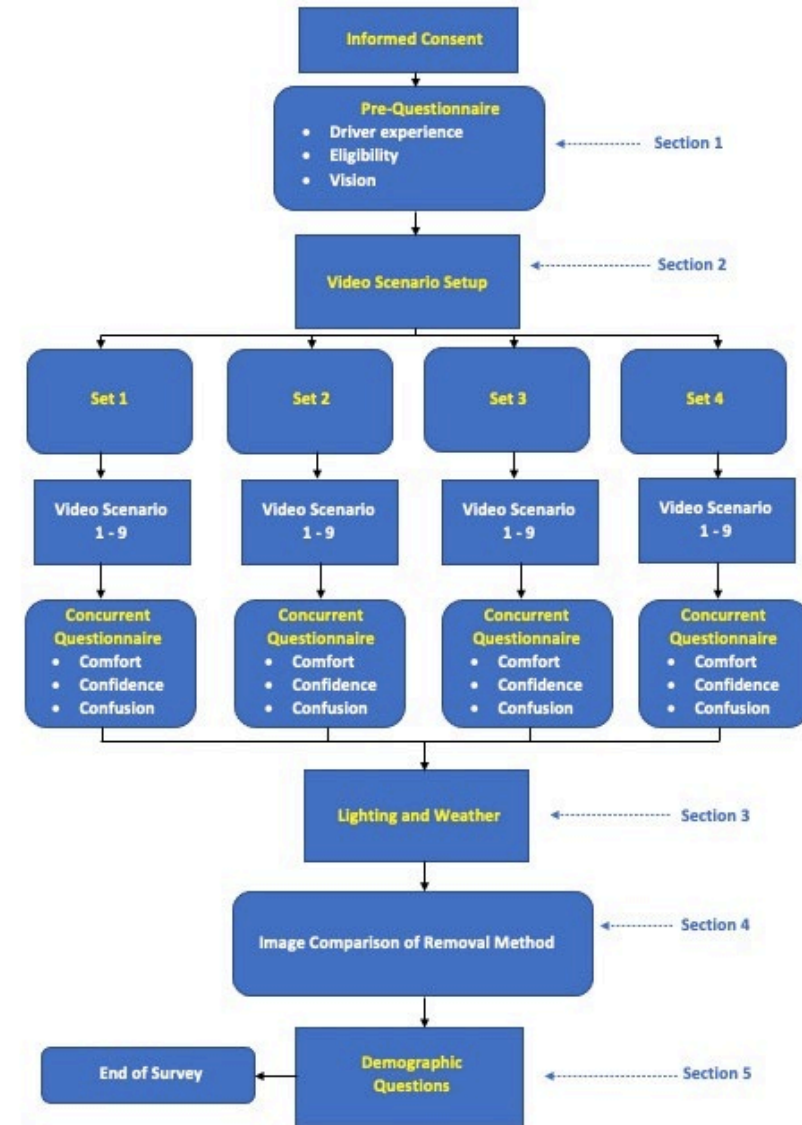 Informed Consent
Pre-Questionnaire
• Driver experience
• Eligibility
• Vision
Section 1
Video Scenario Setup
Section 2
Set 1
Set 2
Set 3
Set 4
Video Scenario
1 - 9
Video Scenario
1 - 9
Video Scenario
1 - 9
Video Scenario
1 - 9
Concurrent
Questionnaire
• Comfort
• Confidence
• Confusion
Concurrent
Questionnaire
• Comfort
• Confidence
• Confusion
Concurrent
Questionnaire
• Comfort
• Confidence
• Confusion
Concurrent
Questionnaire
• Comfort
• Confidence
• Confusion
Lighting and Weather
Section 3
Image Comparison of Removal Method
Section 4
Demographic
Questions
Section 5
End of Survey